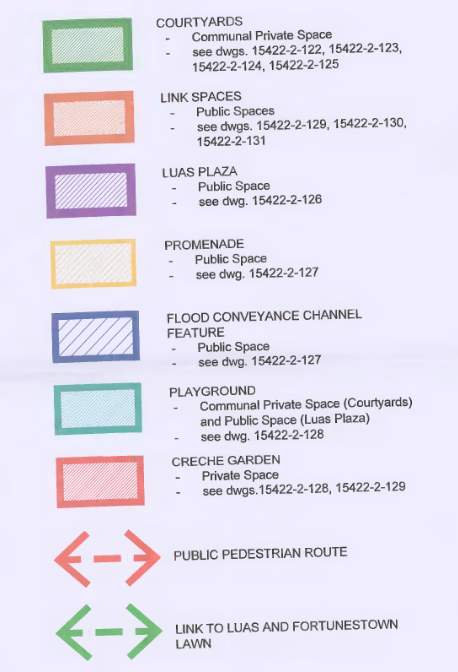 COURTYARDS
- Communal Private Space
- see dwgs. 15422-2-122, 15422-2-123,
15422-2-124, 15422-2-125
LINK SPACES
- Public Spaces
- see dwgs. 15422-2-129, 15422-2-130,
15422-2-131
LUAS PLAZA
- Public Space
- see dwg. 15422-2-126
PROMENADE
- Public Space
- see dwg. 15422-2-127
FLOOD CONVEYANCE CHANNEL
FEATURE
- Public Space
- see dwg. 15422-2-127
PLAYGROUND
- Communal Private Space (Courtyards)
and Public Space (Luas Plaza)
- see dwg. 15422-2-128
CRECHE GARDEN
- Private Space
- see dwgs.15422-2-128, 15422-2-129
PUBLIC PEDESTRIAN ROUTE
LINK TO LUAS AND FORTUNESTOWN
LAWN